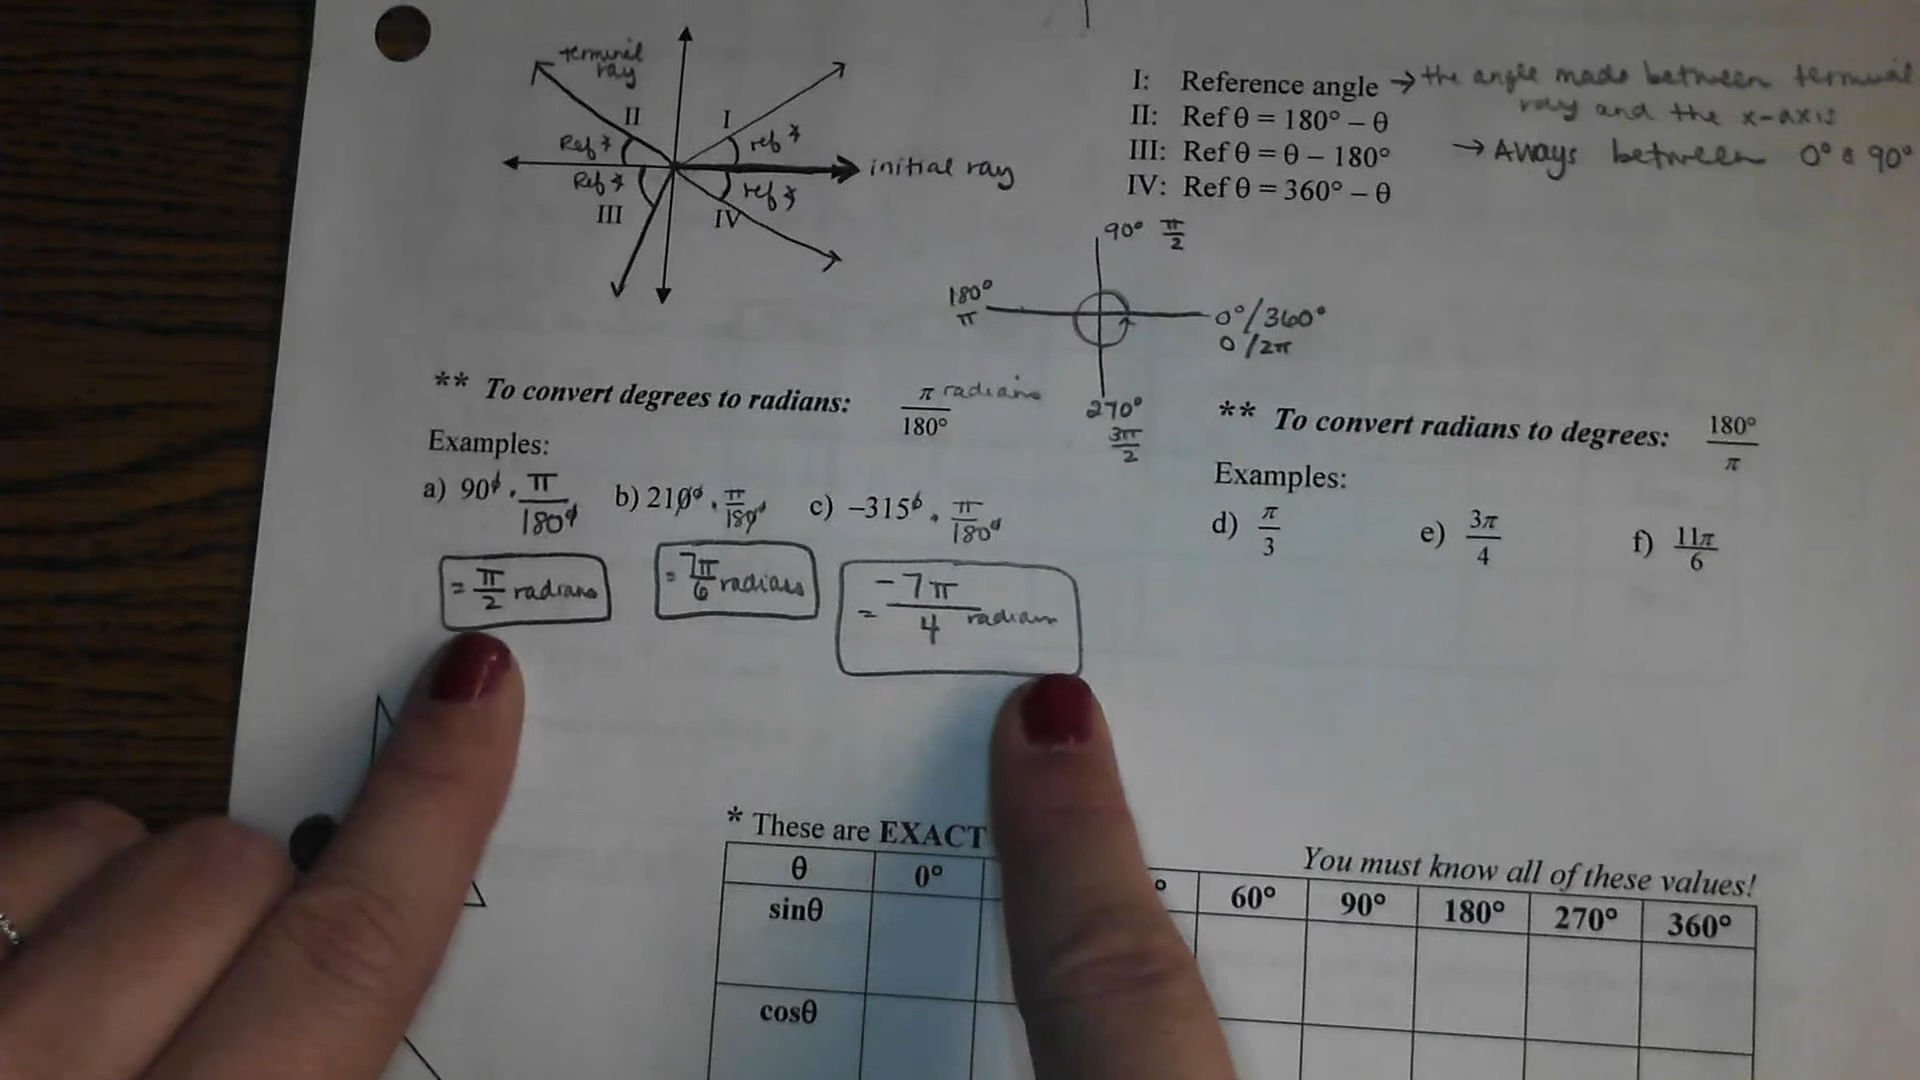 terminal
ray
II
I
Ref ∡
ref ∡
initial ray
Ref ∡
ref ∡
III
IV
I: Reference angle → the angle made between terminal
ray and the x-axis
II: Ref θ = 180° – θ
III: Ref θ = θ – 180°
→ Always between 0° & 90°
IV: Ref θ = 360° – θ
90° π/2
180°
π
0°/360°
0/2π
270°
3π/2
** To convert degrees to radians: π radians/180°
Examples:
a) 90° · π/180°
b) 210° · π/180°
c) –315° · π/180°
= π/2 radians
= 7π/6 radians
= -7π/4 radians
** To convert radians to degrees: 180°/π
Examples:
d) π/3
e) 3π/4
f) 11π/6
* These are EXACT
You must know all of these values!
θ 0° ° 60° 90° 180° 270° 360°
sinθ
cosθ